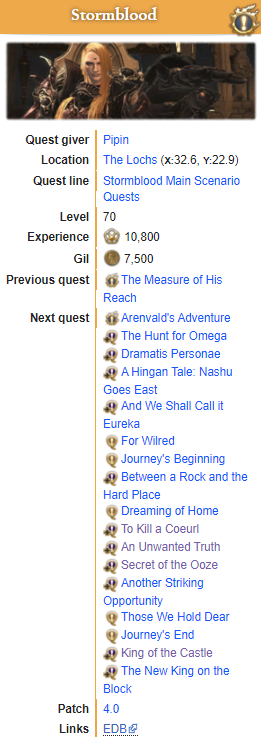 Stormblood
Quest giver Pipin
Location The Lochs (X:32.6, Y:22.9)
Quest line Stormblood Main Scenario
Quests
Level 70
Experience 10,800
Gil 7,500
Previous quest The Measure of His
Reach
Next quest Arenvald's Adventure
The Hunt for Omega
Dramatis Personae
A Hingan Tale: Nashu
Goes East
And We Shall Call it
Eureka
For Wilred
Journey's Beginning
Between a Rock and the
Hard Place
Dreaming of Home
To Kill a Coeurl
An Unwanted Truth
Secret of the Ooze
Another Striking
Opportunity
Those We Hold Dear
Journey's End
King of the Castle
The New King on the
Block
Patch 4.0
Links EDB